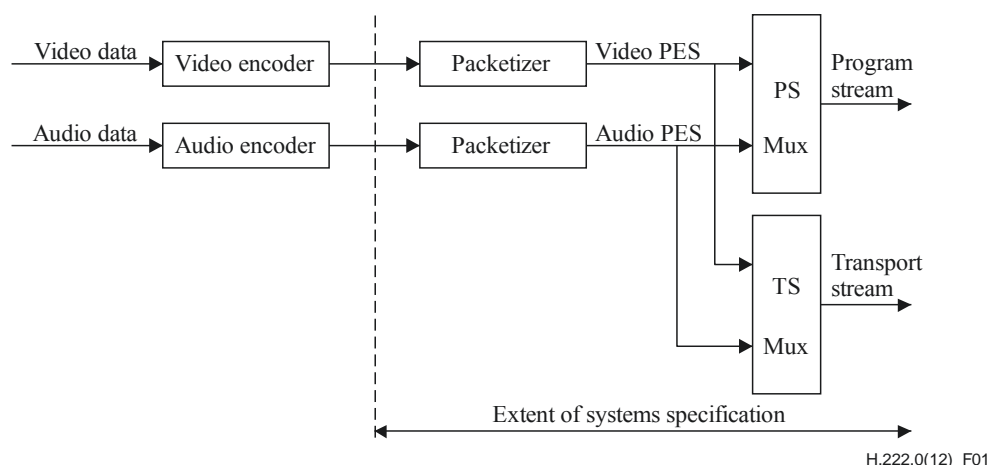 Video data
Video encoder
Packetizer
Video PES
PS
Mux
Program
stream
Audio data
Audio encoder
Packetizer
Audio PES
TS
Mux
Transport
stream
Extent of systems specification
H.222.0(12)_F01